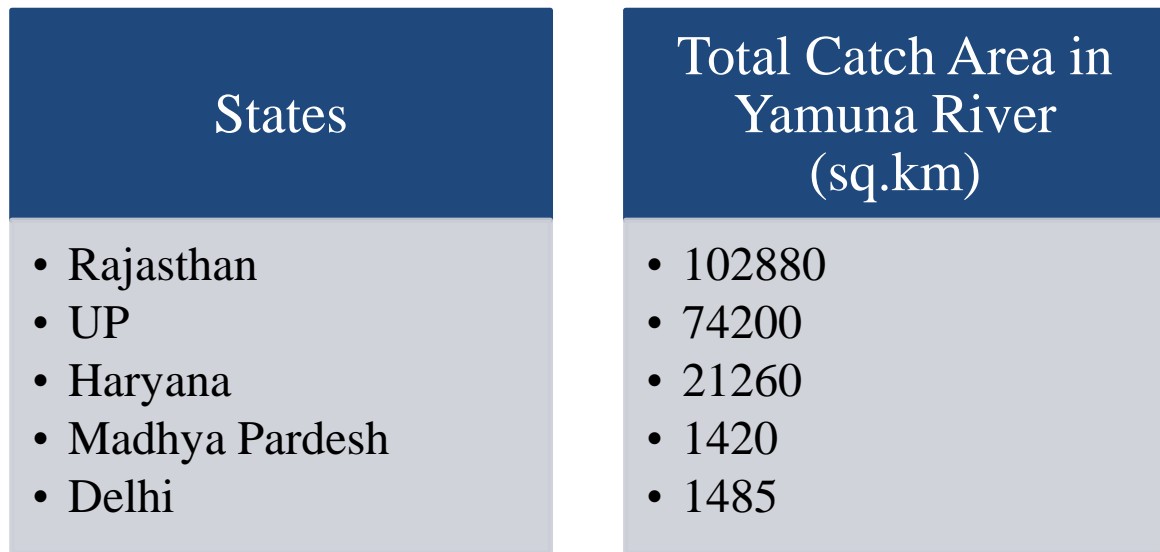 States
• Rajasthan
• UP
• Haryana
• Madhya Pardesh
• Delhi
Total Catch Area in
Yamuna River
(sq.km)
• 102880
• 74200
• 21260
• 1420
• 1485